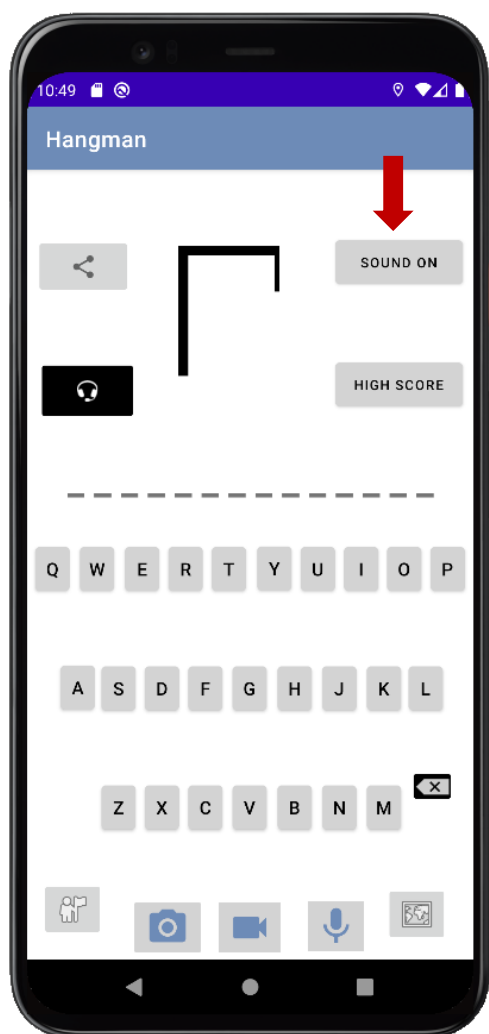 10:49
Hangman
SOUND ON
HIGH SCORE
Q W E R T Y U I O P
A S D F G H J K L
Z X C V B N M